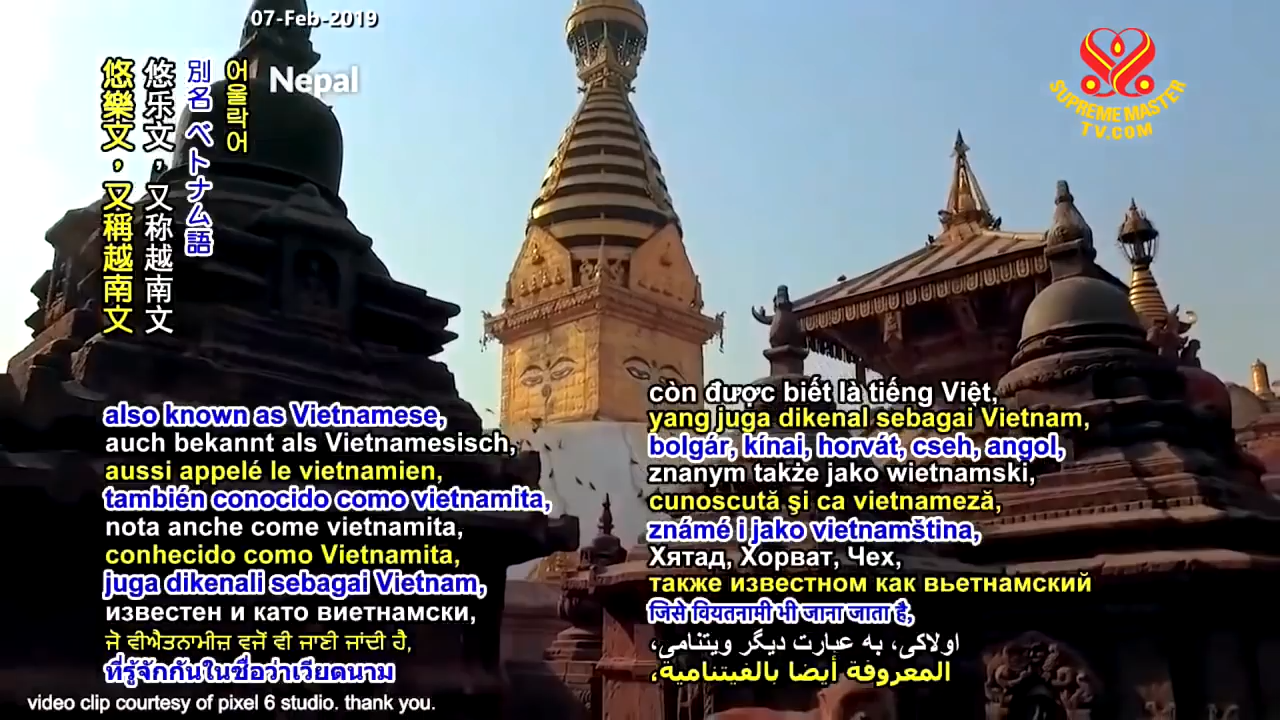 07-Feb-2019
Nepal
SUPREME MASTER
TV.COM
어울락어
別名 ベトナム語
悠乐文，又称越南文
悠樂文，又稱越南文
also known as Vietnamese,
auch bekannt als Vietnamesisch,
aussi appelé le vietnamien,
también conocido como vietnamita,
nota anche come vietnamita,
conhecido como Vietnamita,
juga dikenali sebagai Vietnam,
известен и като виетнамски,
ਜੋ ਵੀਐਤਨਾਮੀਜ਼ ਵਜੋਂ ਵੀ ਜਾਣੀ ਜਾਂਦੀ ਹੈ,
ที่รู้จักกันในชื่อว่าเวียดนาม
còn được biết là tiếng Việt,
yang juga dikenal sebagai Vietnam,
bolgár, kínai, horvát, cseh, angol,
znanym także jako wietnamski,
cunoscută şi ca vietnameză,
známé i jako vietnamština,
Хятад, Хорват, Чех,
также известном как вьетнамский
जिसे वियतनामी भी जाना जाता है,
اولاکی، به عبارت دیگر ویتنامی،
المعروفة أيضا بالفيتنامية،
video clip courtesy of pixel 6 studio. thank you.